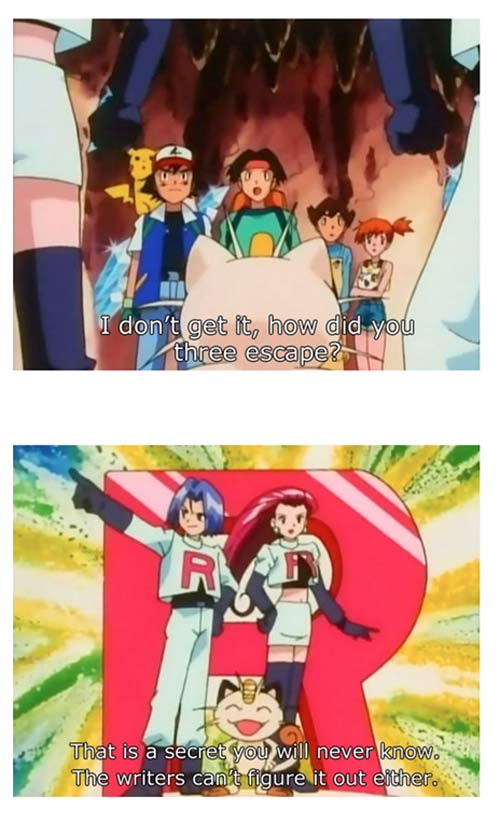 I don't get it, how did you
three escape?
R
R
R
That is a secret you will never know.
The writers can't figure it out either.